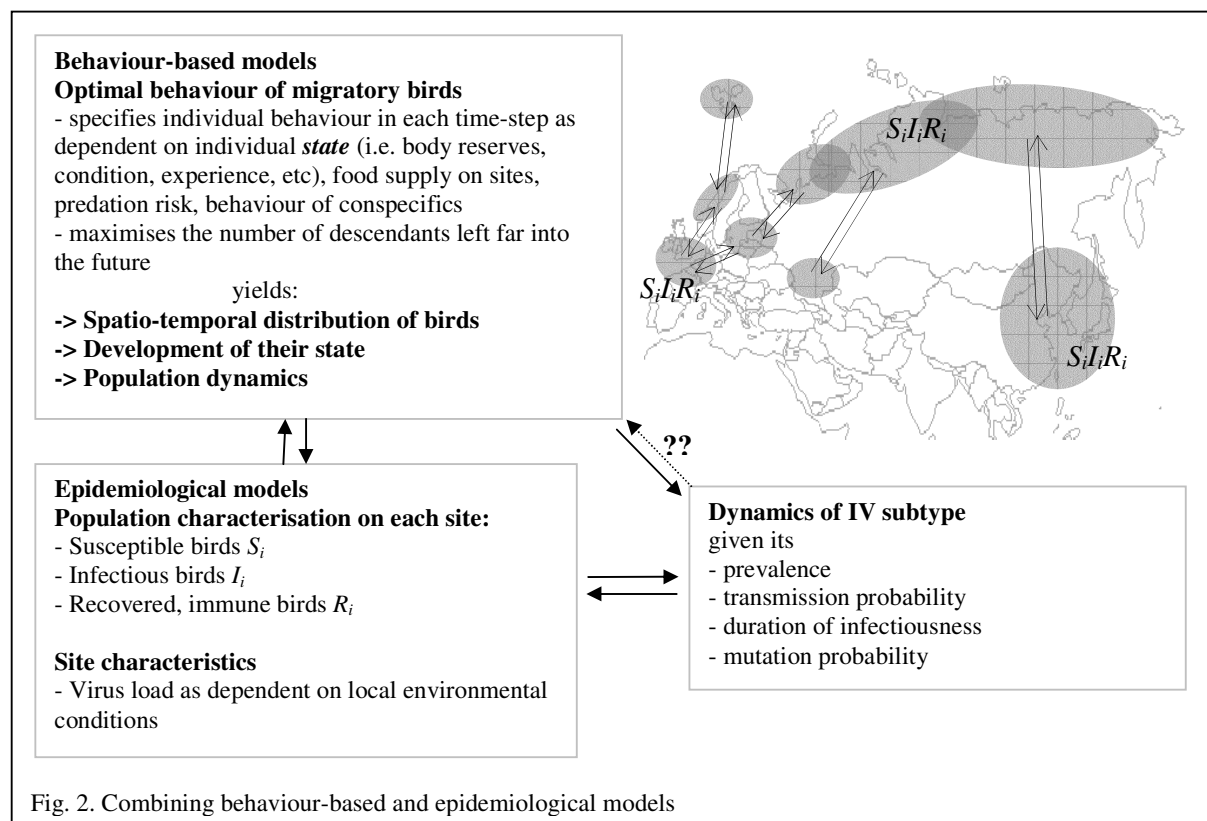 Behaviour-based models
Optimal behaviour of migratory birds
- specifies individual behaviour in each time-step as
dependent on individual state (i.e. body reserves,
condition, experience, etc), food supply on sites,
predation risk, behaviour of conspecifics
- maximises the number of descendants left far into
the future
yields:
-> Spatio-temporal distribution of birds
-> Development of their state
-> Population dynamics
SiIiRi
SiIiRi
SiIiRi
??
Epidemiological models
Population characterisation on each site:
- Susceptible birds Si
- Infectious birds Ii
- Recovered, immune birds Ri
Site characteristics
- Virus load as dependent on local environmental
conditions
Dynamics of IV subtype
given its
- prevalence
- transmission probability
- duration of infectiousness
- mutation probability
Fig. 2. Combining behaviour-based and epidemiological models